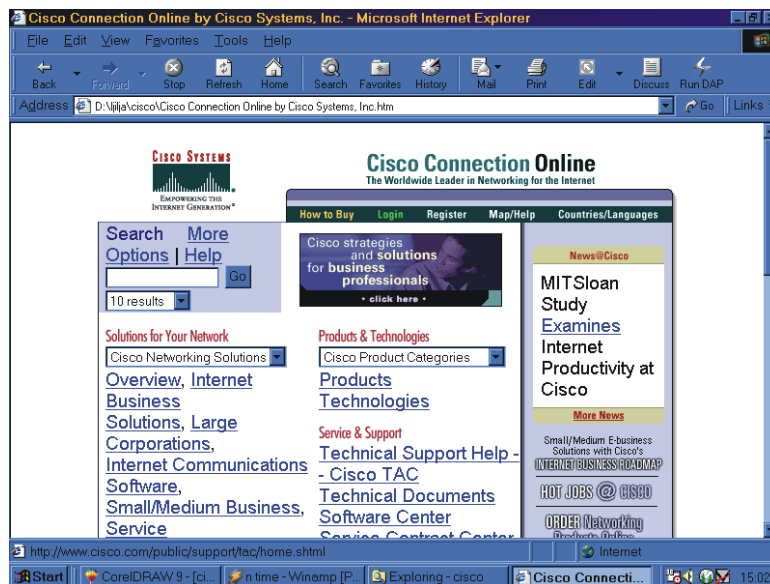 Cisco Connection Online by Cisco Systems, Inc. - Microsoft Internet Explorer
File Edit View Favorites Tools Help
Back Forward Stop Refresh Home Search Favorites History Mail Print Edit Discuss Run DAP
Address D:\ljilja\cisco\Cisco Connection Online by Cisco Systems, Inc.htm Go Links
CISCO SYSTEMS
EMPOWERING THE
INTERNET GENERATION
Cisco Connection Online
The Worldwide Leader in Networking for the Internet
How to Buy Login Register Map/Help Countries/Languages
Search More
Options | Help
Go
10 results
Cisco strategies
and solutions
for business
professionals
• click here •
News@Cisco
MITSloan
Study
Examines
Internet
Productivity at
Cisco
More News
Solutions for Your Network
Cisco Networking Solutions
Overview, Internet
Business
Solutions, Large
Corporations,
Internet Communications
Software,
Small/Medium Business,
Service
Products & Technologies
Cisco Product Categories
Products
Technologies
Service & Support
Technical Support Help -
- Cisco TAC
Technical Documents
Software Center
Service Contract Center
Small/Medium E-business
Solutions with Cisco's
INTERNET BUSINESS ROADMAP
HOT JOBS @ CISCO
ORDER Networking
Products Online
http://www.cisco.com/public/support/tac/home.shtml Internet
Start CorelDRAW 9 - [ci... n time - Winamp [P... Exploring - cisco Cisco Connecti... 15:02